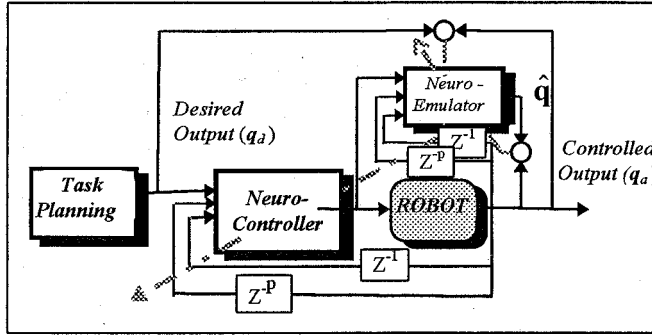 Neuro -
Emulator
q̂
Desired
Output (q_d)
Z⁻¹
Z⁻ᵖ
Controlled
Output (q_a)
Task
Planning
Neuro-
Controller
ROBOT
Z⁻¹
Z⁻ᵖ